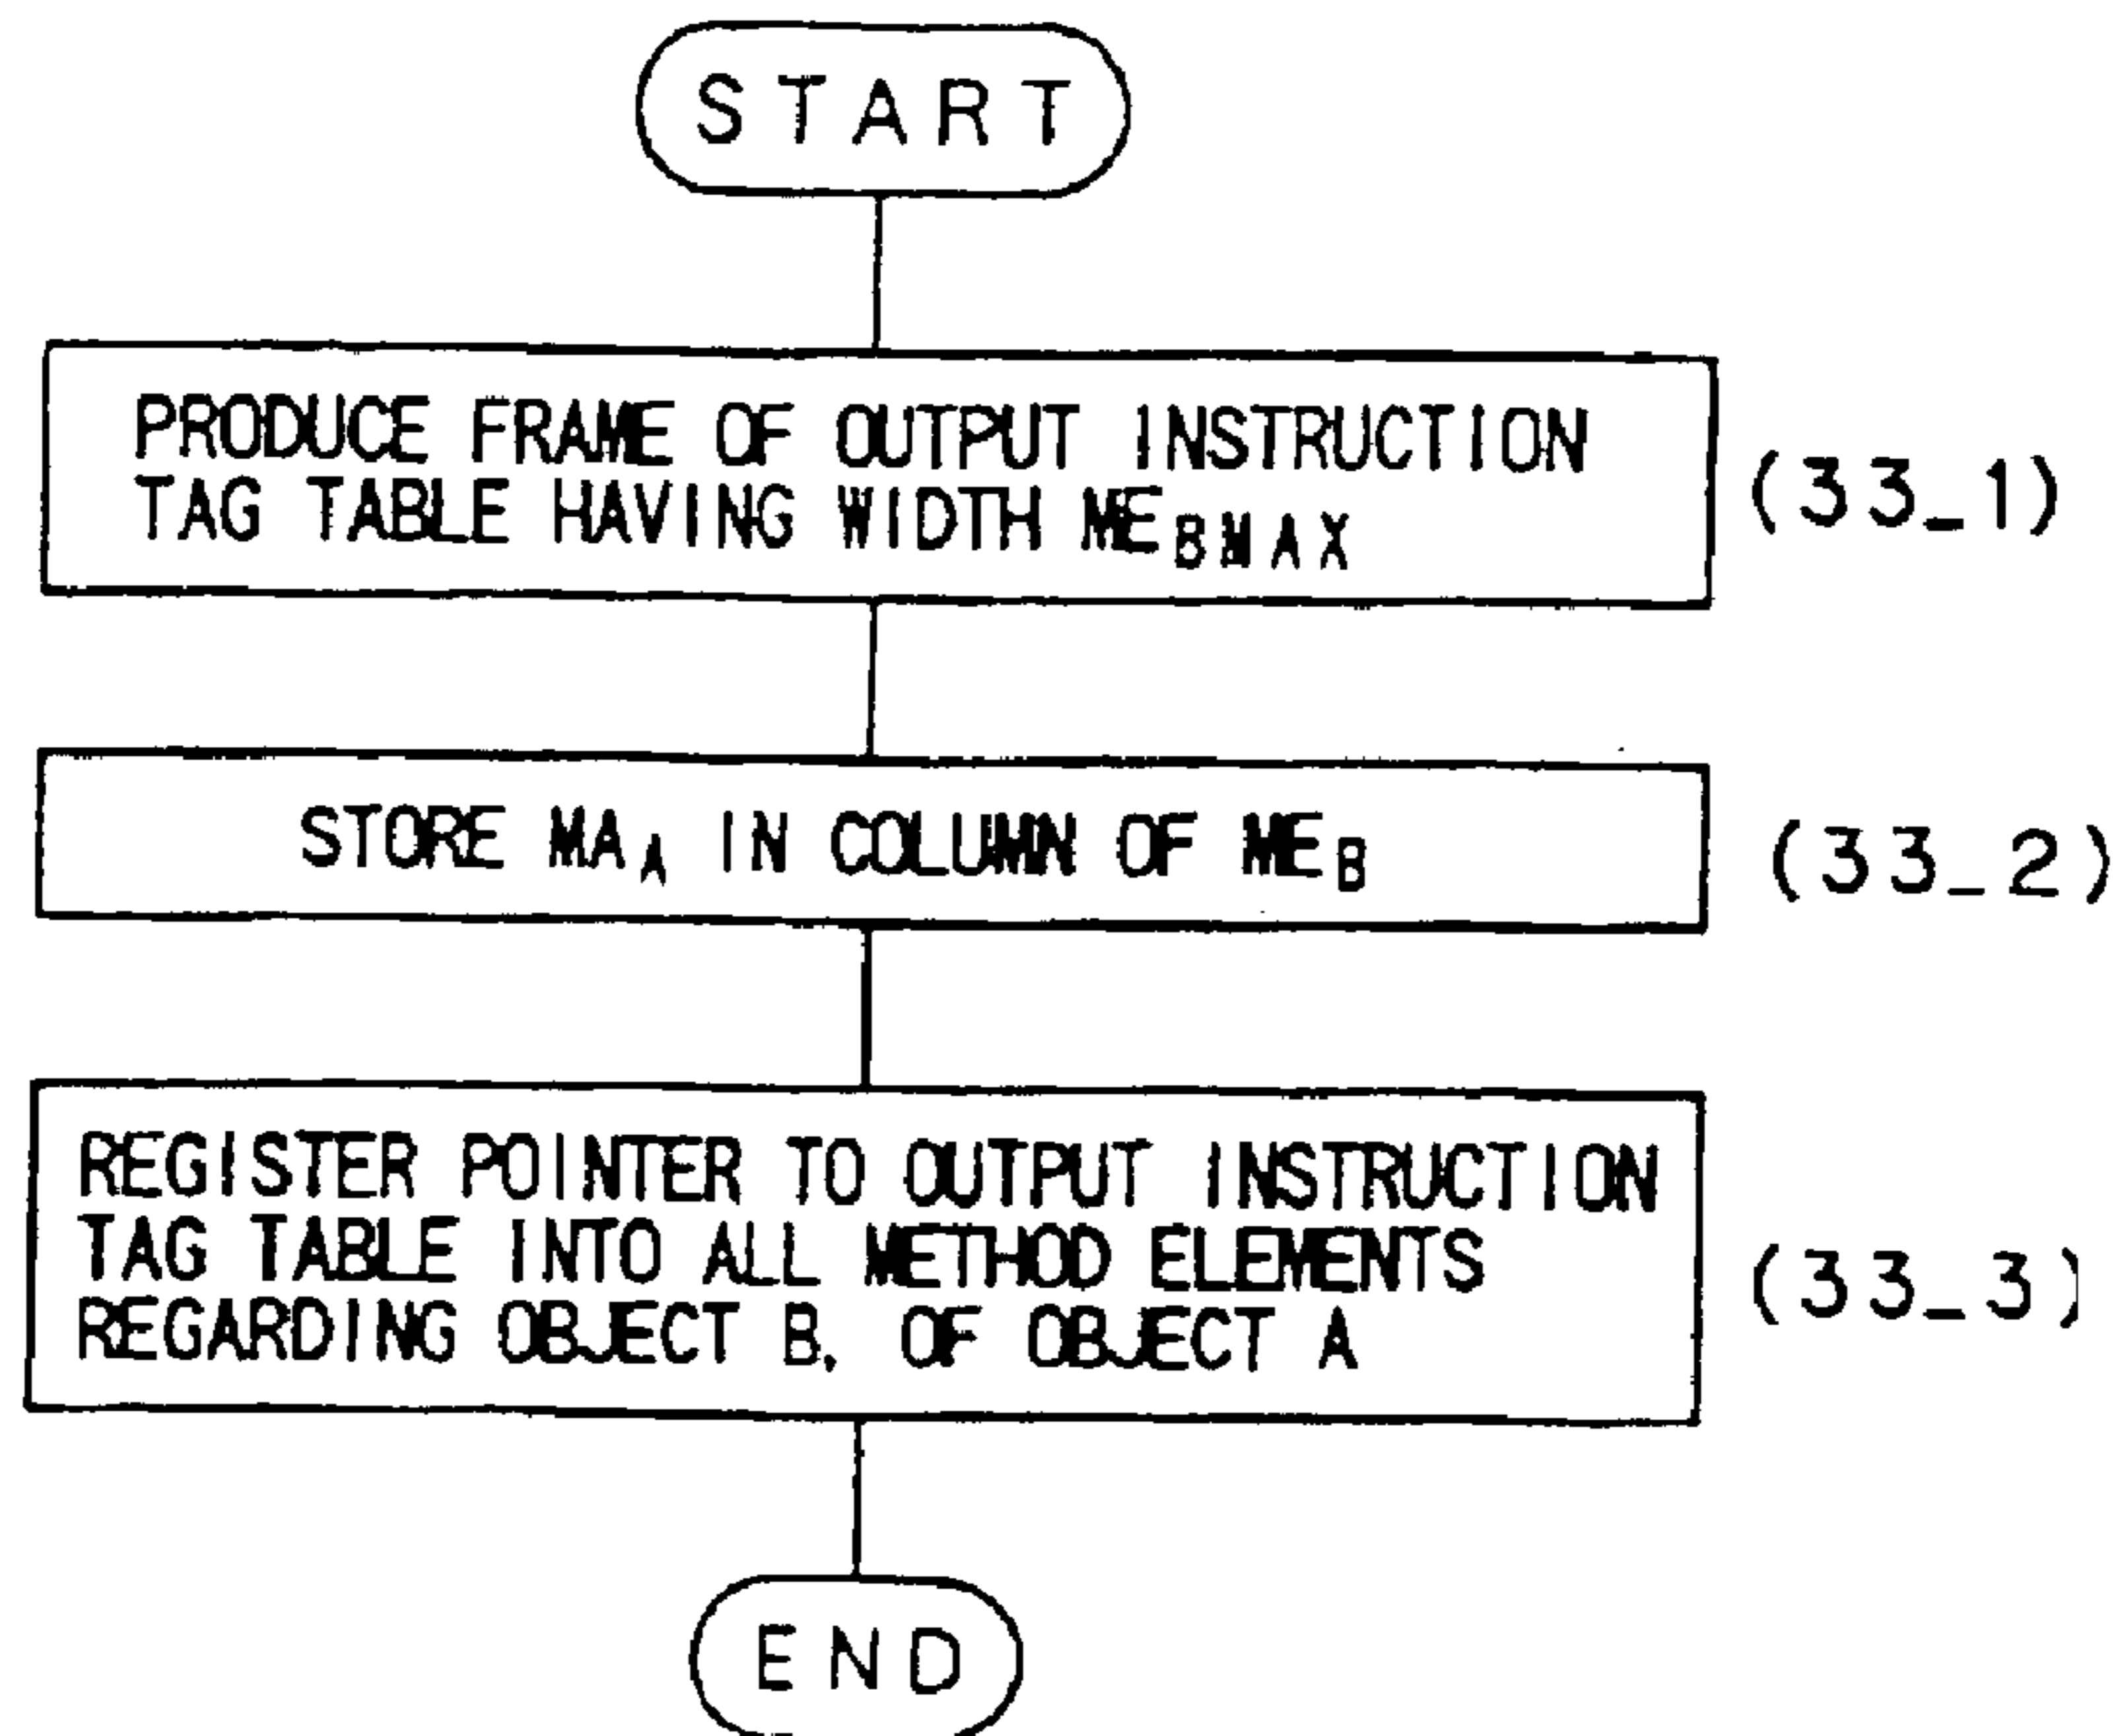 START
PRODUCE FRAME OF OUTPUT INSTRUCTION
TAG TABLE HAVING WIDTH ME_BMAX
(33_1)
STORE MA_A IN COLUMN OF ME_B
(33_2)
REGISTER POINTER TO OUTPUT INSTRUCTION
TAG TABLE INTO ALL METHOD ELEMENTS
REGARDING OBJECT B, OF OBJECT A
(33_3)
END